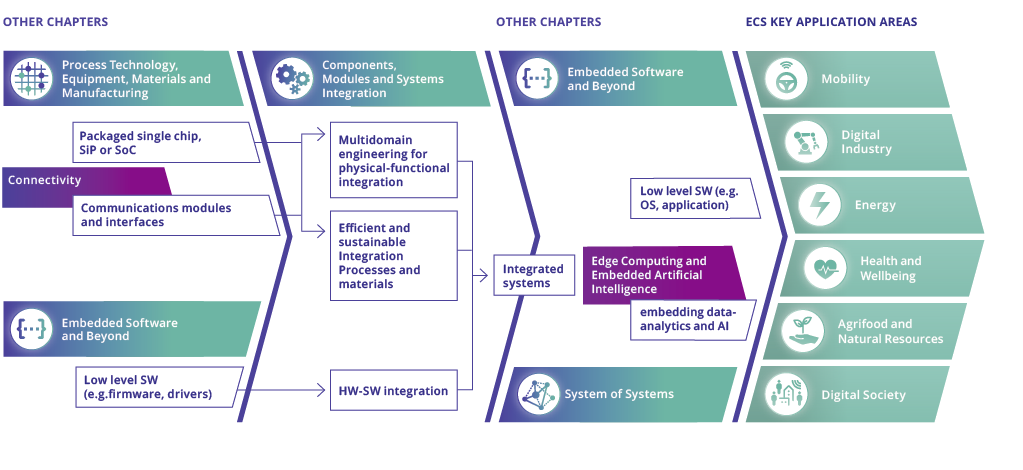 OTHER CHAPTERS
OTHER CHAPTERS
ECS KEY APPLICATION AREAS
Process Technology,
Equipment, Materials and
Manufacturing
Packaged single chip,
SiP or SoC
Connectivity
Communications modules
and interfaces
Embedded Software
and Beyond
Low level SW
(e.g.firmware, drivers)
Components,
Modules and Systems
Integration
Multidomain
engineering for
physical-functional
integration
Efficient and
sustainable
Integration
Processes and
materials
HW-SW integration
Integrated
systems
Embedded Software
and Beyond
Low level SW (e.g.
OS, application)
Edge Computing and
Embedded Artificial
Intelligence
embedding data-
analytics and AI
System of Systems
Mobility
Digital
Industry
Energy
Health and
Wellbeing
Agrifood and
Natural Resources
Digital Society